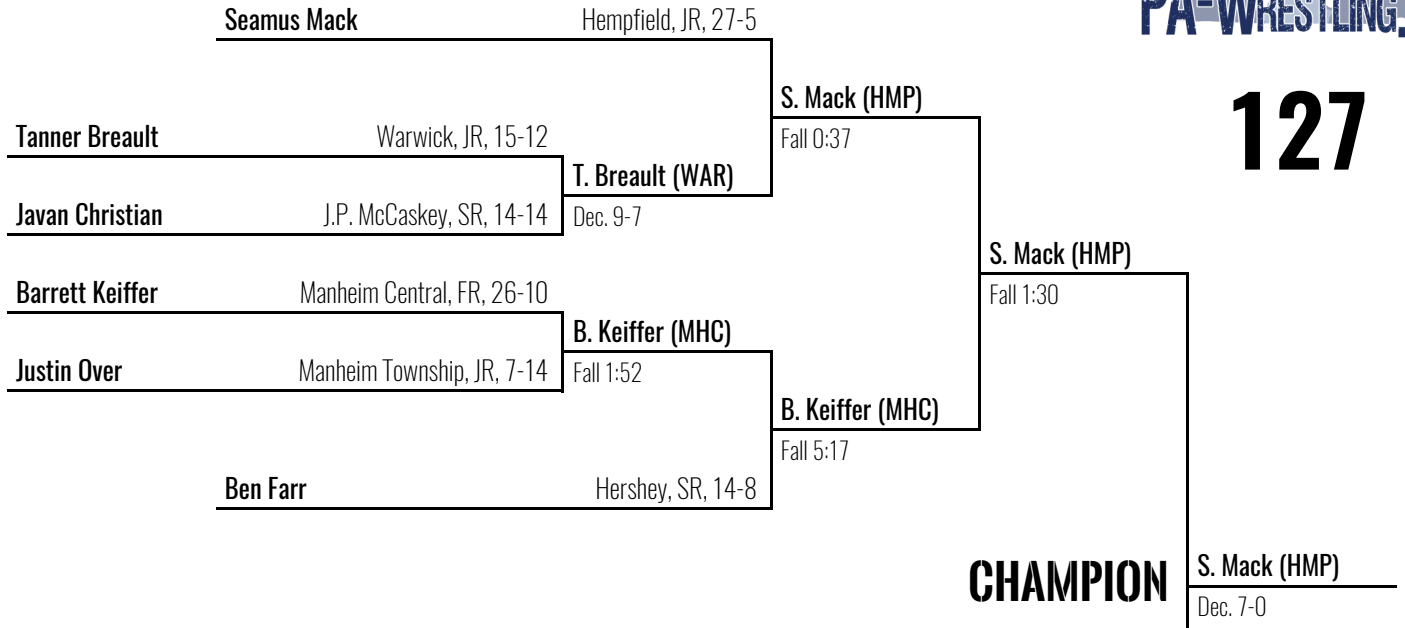 Seamus Mack Hempfield, JR, 27-5
PA-WRESTLING.
S. Mack (HMP)
127
Tanner Breault Warwick, JR, 15-12
Fall 0:37
T. Breault (WAR)
Javan Christian J.P. McCaskey, SR, 14-14
Dec. 9-7
S. Mack (HMP)
Barrett Keiffer Manheim Central, FR, 26-10
Fall 1:30
B. Keiffer (MHC)
Justin Over Manheim Township, JR, 7-14
Fall 1:52
B. Keiffer (MHC)
Fall 5:17
Ben Farr Hershey, SR, 14-8
CHAMPION
S. Mack (HMP)
Dec. 7-0